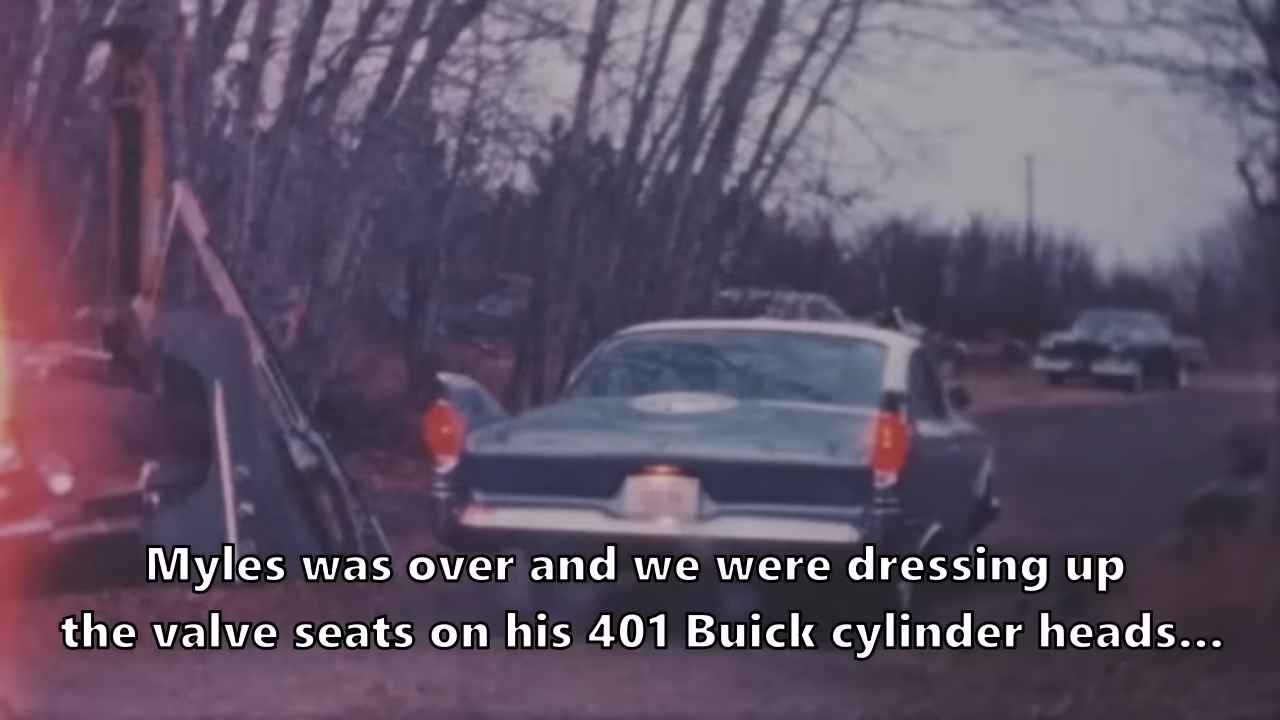 Myles was over and we were dressing up
the valve seats on his 401 Buick cylinder heads...